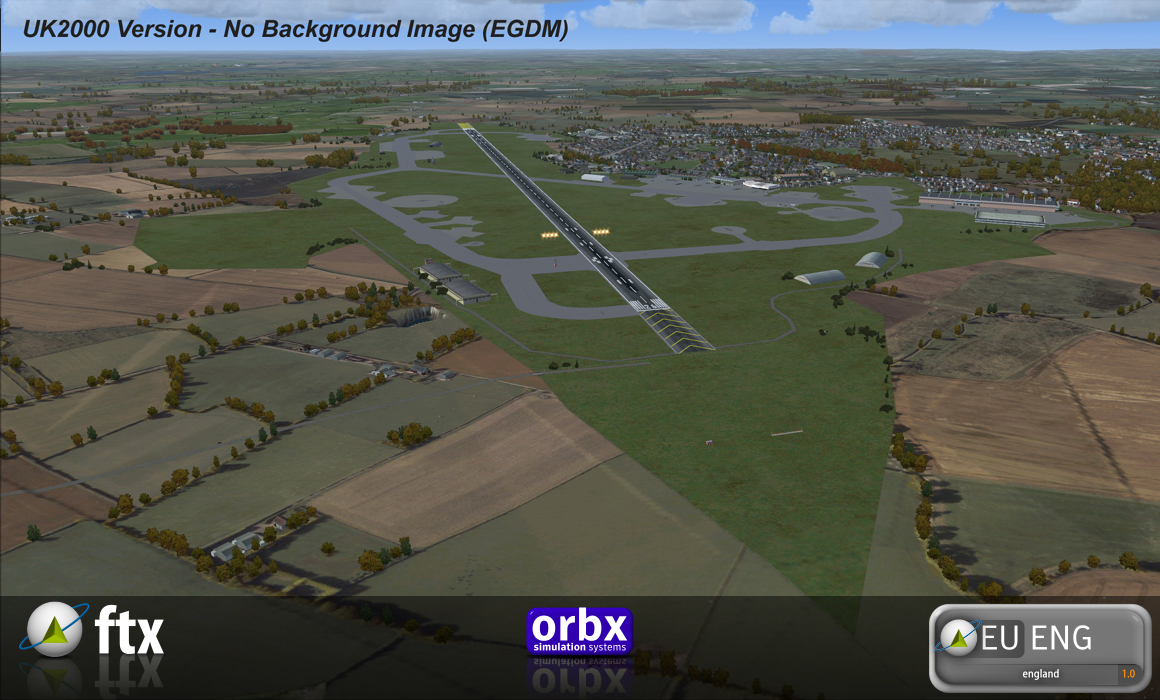 UK2000 Version - No Background Image (EGDM)
ftx
orbx
simulation systems
EU ENG
england
1.0